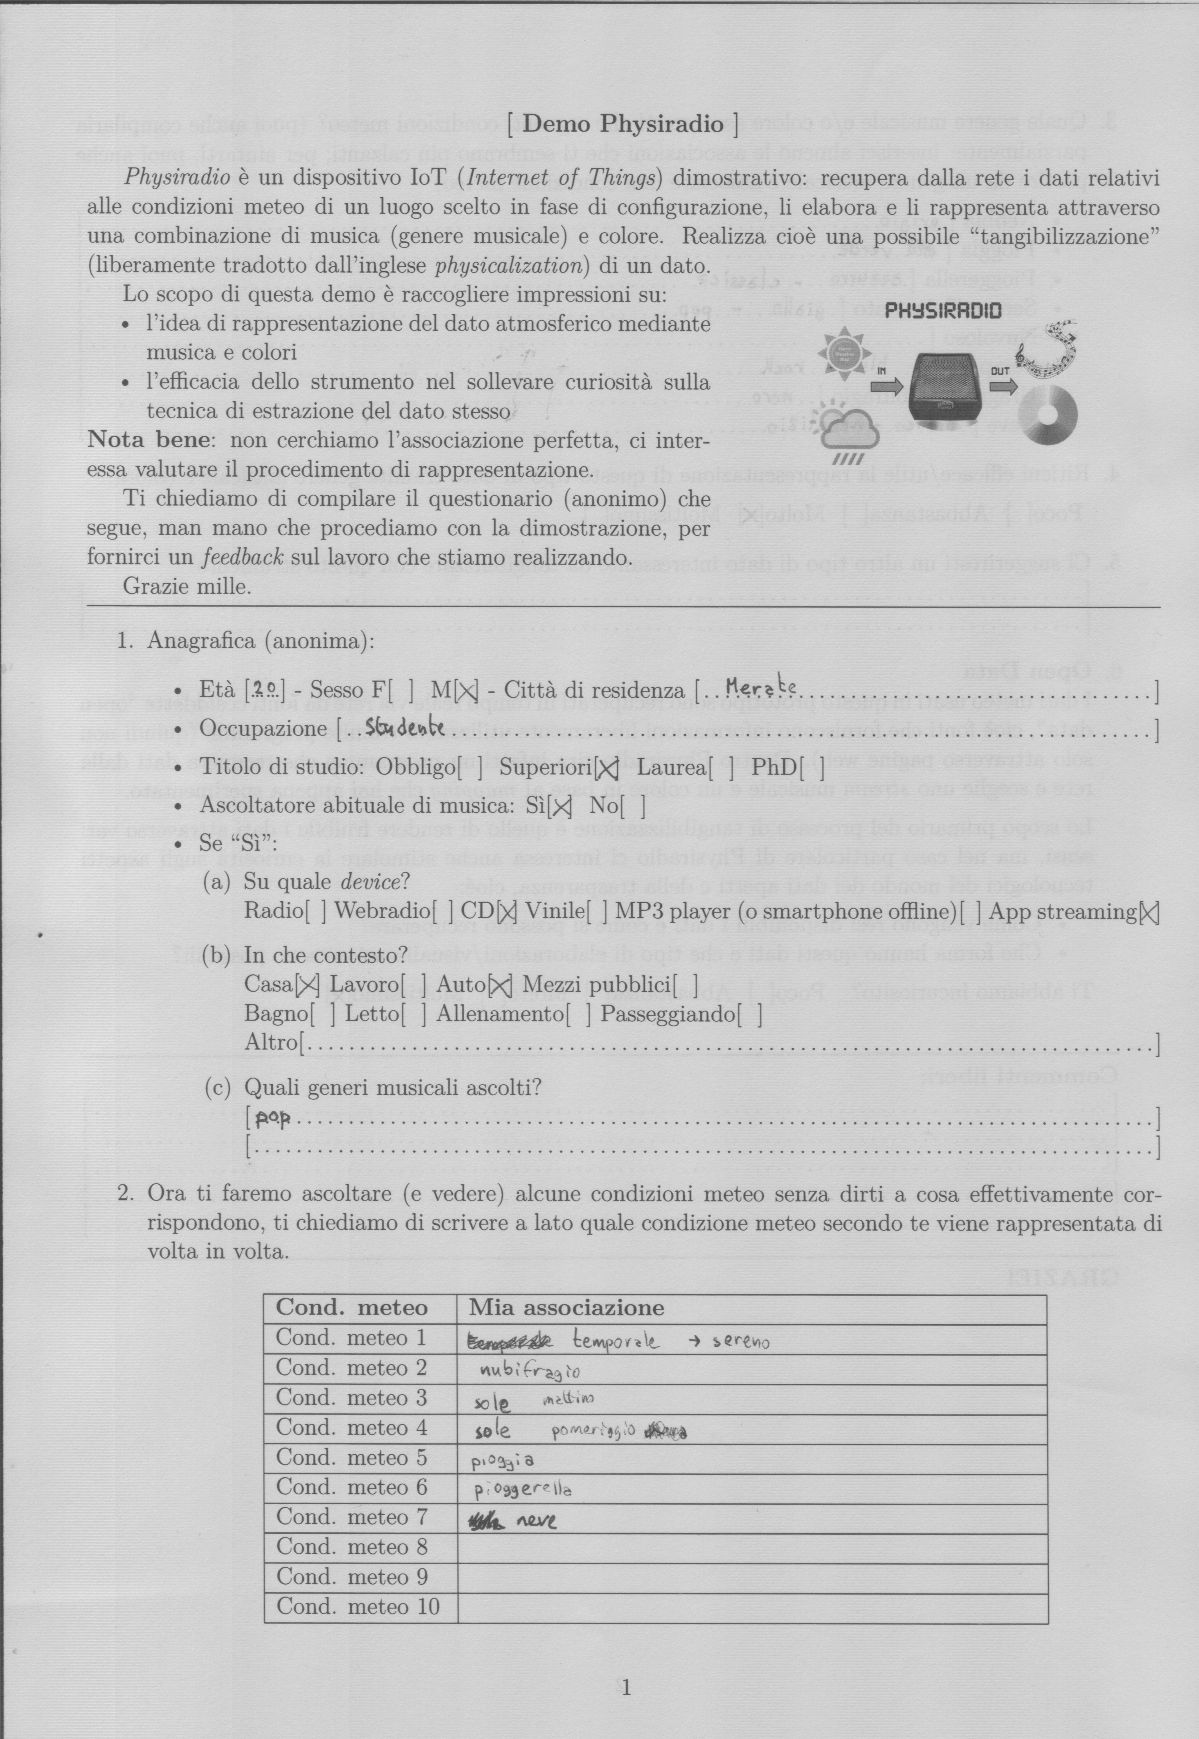 [ Demo Physiradio ]
Physiradio è un dispositivo IoT (Internet of Things) dimostrativo: recupera dalla rete i dati relativi
alle condizioni meteo di un luogo scelto in fase di configurazione, li elabora e li rappresenta attraverso
una combinazione di musica (genere musicale) e colore. Realizza cioè una possibile “tangibilizzazione”
(liberamente tradotto dall'inglese physicalization) di un dato.
Lo scopo di questa demo è raccogliere impressioni su:
• l'idea di rappresentazione del dato atmosferico mediante
musica e colori
• l'efficacia dello strumento nel sollevare curiosità sulla
tecnica di estrazione del dato stesso
Nota bene: non cerchiamo l'associazione perfetta, ci inter-
essa valutare il procedimento di rappresentazione.
Ti chiediamo di compilare il questionario (anonimo) che
segue, man mano che procediamo con la dimostrazione, per
fornirci un feedback sul lavoro che stiamo realizzando.
Grazie mille.
PHYSIRADIO
IN OUT
1. Anagrafica (anonima):
• Età [.20.] - Sesso F[ ] M[X] - Città di residenza [...Merate...]
• Occupazione [...Studente...]
• Titolo di studio: Obbligo[ ] Superiori[X] Laurea[ ] PhD[ ]
• Ascoltatore abituale di musica: Sì[X] No[ ]
• Se “Sì”:
(a) Su quale device?
Radio[ ] Webradio[ ] CD[X] Vinile[ ] MP3 player (o smartphone offline)[ ] App streaming[X]
(b) In che contesto?
Casa[X] Lavoro[ ] Auto[X] Mezzi pubblici[ ]
Bagno[ ] Letto[ ] Allenamento[ ] Passeggiando[ ]
Altro[...]
(c) Quali generi musicali ascolti?
[pop...]
[...]
2. Ora ti faremo ascoltare (e vedere) alcune condizioni meteo senza dirti a cosa effettivamente cor-
rispondono, ti chiediamo di scrivere a lato quale condizione meteo secondo te viene rappresentata di
volta in volta.
Cond. meteo Mia associazione
Cond. meteo 1 temporale → sereno
Cond. meteo 2 nubifragio
Cond. meteo 3 sole mattino
Cond. meteo 4 sole pomeriggio
Cond. meteo 5 pioggia
Cond. meteo 6 pioggerella
Cond. meteo 7 neve
Cond. meteo 8
Cond. meteo 9
Cond. meteo 10
1